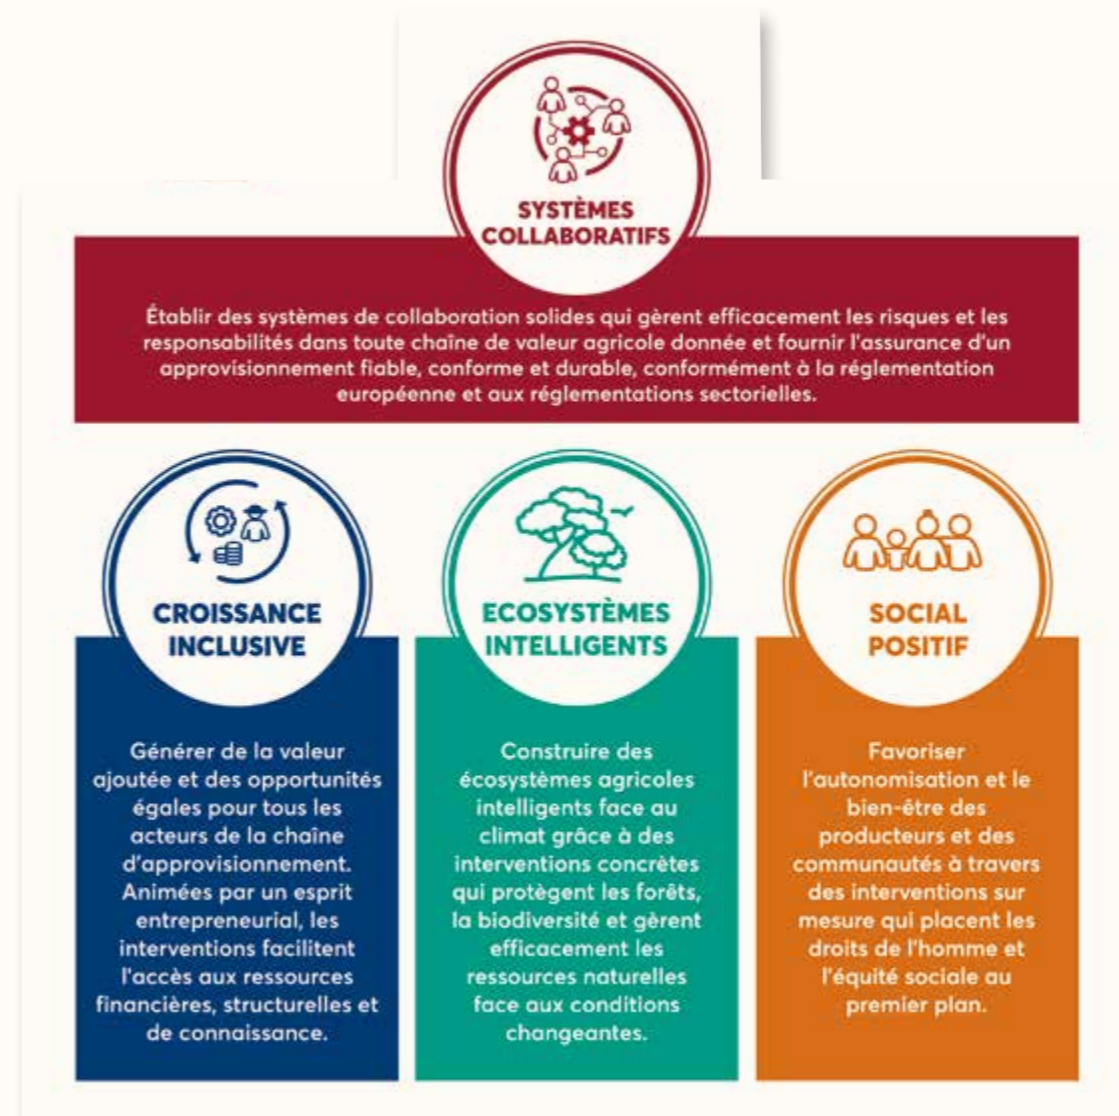 SYSTÈMES
COLLABORATIFS
Établir des systèmes de collaboration solides qui gèrent efficacement les risques et les
responsabilités dans toute chaîne de valeur agricole donnée et fournir l'assurance d'un
approvisionnement fiable, conforme et durable, conformément à la réglementation
européenne et aux réglementations sectorielles.
CROISSANCE
INCLUSIVE
Générer de la valeur
ajoutée et des opportunités
égales pour tous les
acteurs de la chaîne
d'approvisionnement.
Animées par un esprit
entrepreneurial, les
interventions facilitent
l'accès aux ressources
financières, structurelles et
de connaissance.
ECOSYSTÈMES
INTELLIGENTS
Construire des
écosystèmes agricoles
intelligents face au
climat grâce à des
interventions concrètes
qui protègent les forêts,
la biodiversité et gèrent
efficacement les
ressources naturelles
face aux conditions
changeantes.
SOCIAL
POSITIF
Favoriser
l'autonomisation et le
bien-être des
producteurs et des
communautés à travers
des interventions sur
mesure qui placent les
droits de l'homme et
l'équité sociale au
premier plan.